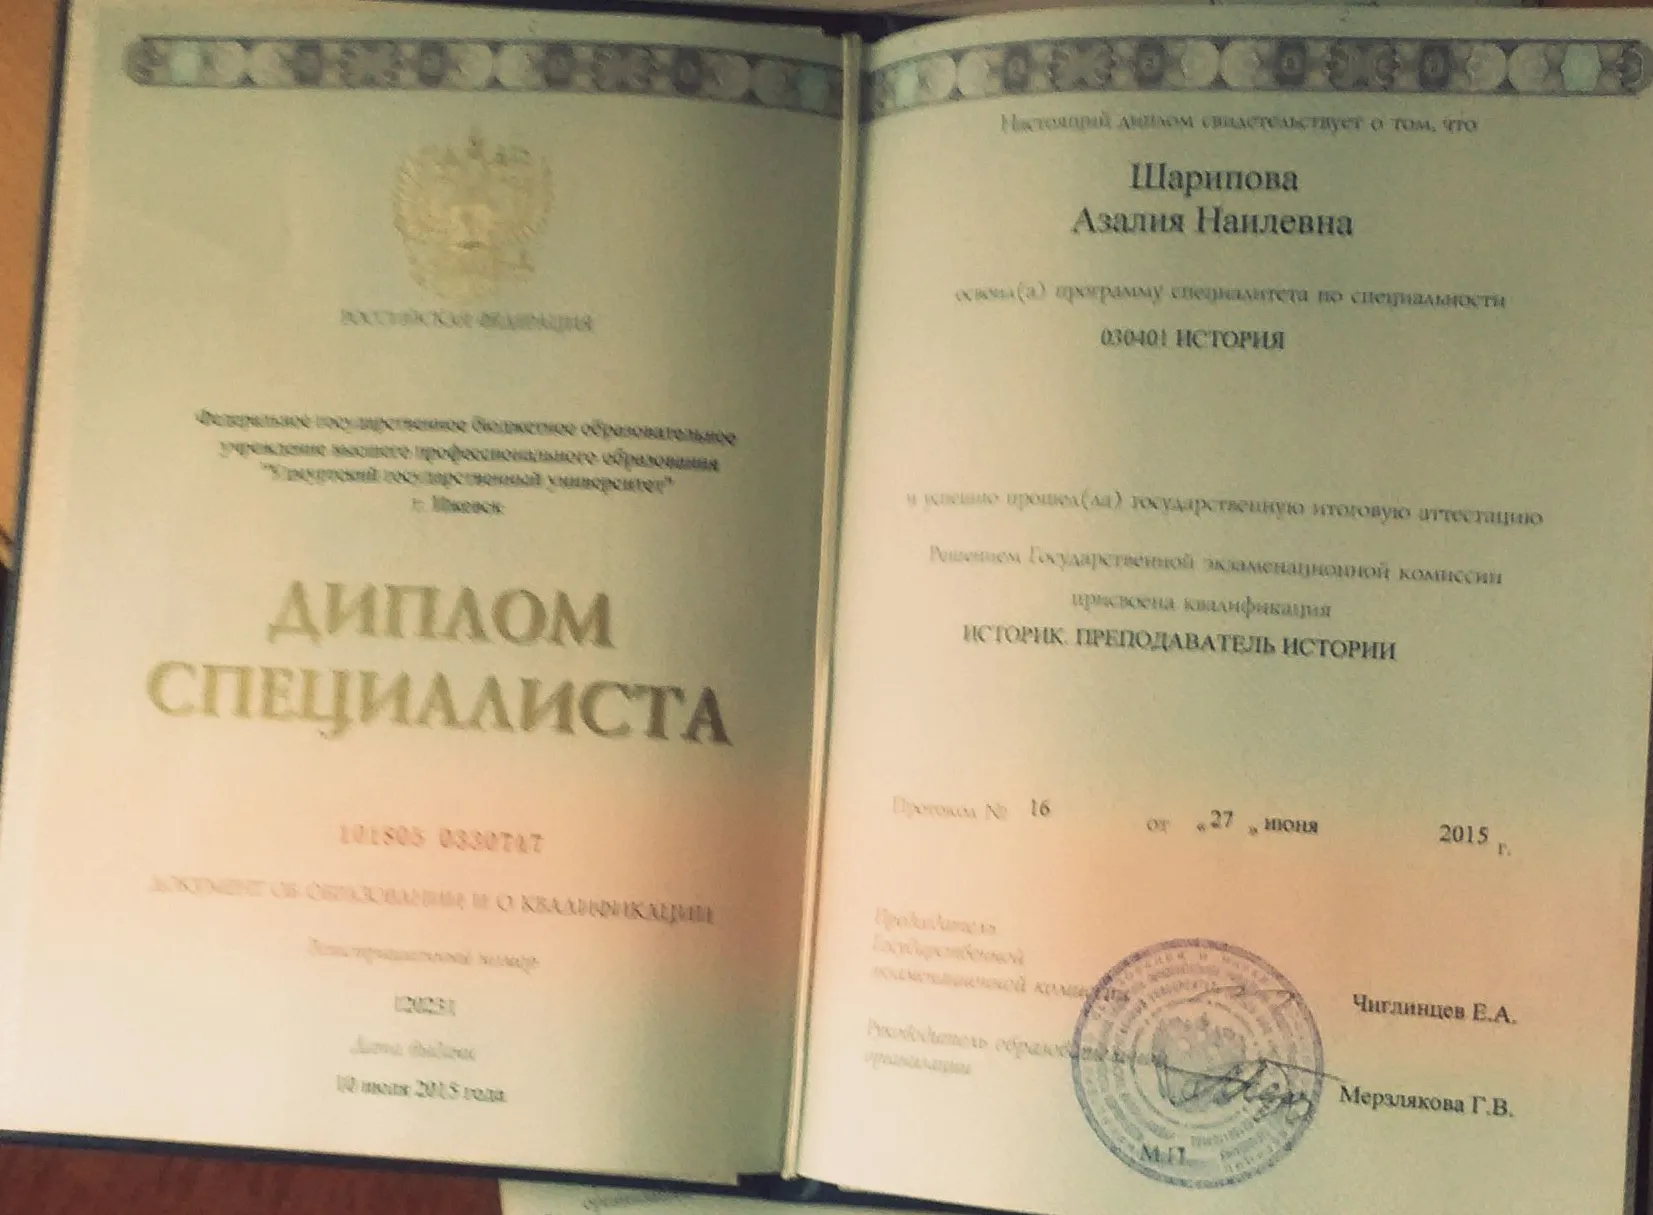 РОССИЙСКАЯ ФЕДЕРАЦИЯ
Федеральное государственное бюджетное образовательное
учреждение высшего профессионального образования
"Удмуртский государственный университет"
г. Ижевск
ДИПЛОМ
СПЕЦИАЛИСТА
101805 0330747
ДОКУМЕНТ ОБ ОБРАЗОВАНИИ И О КВАЛИФИКАЦИИ
Регистрационный номер
120231
Дата выдачи
10 июля 2015 года
Настоящий диплом свидетельствует о том, что
Шарипова
Азалия Наилевна
освоил(а) программу специалитета по специальности
030401 ИСТОРИЯ
и успешно прошел(ла) государственную итоговую аттестацию
Решением Государственной экзаменационной комиссии
присвоена квалификация
ИСТОРИК. ПРЕПОДАВАТЕЛЬ ИСТОРИИ
Протокол № 16 от „ 27 „ июня 2015 г.
Председатель
Государственной
экзаменационной комиссии
Чиглинцев Е.А.
Руководитель образовательной
организации
Мерзлякова Г.В.
М.П.